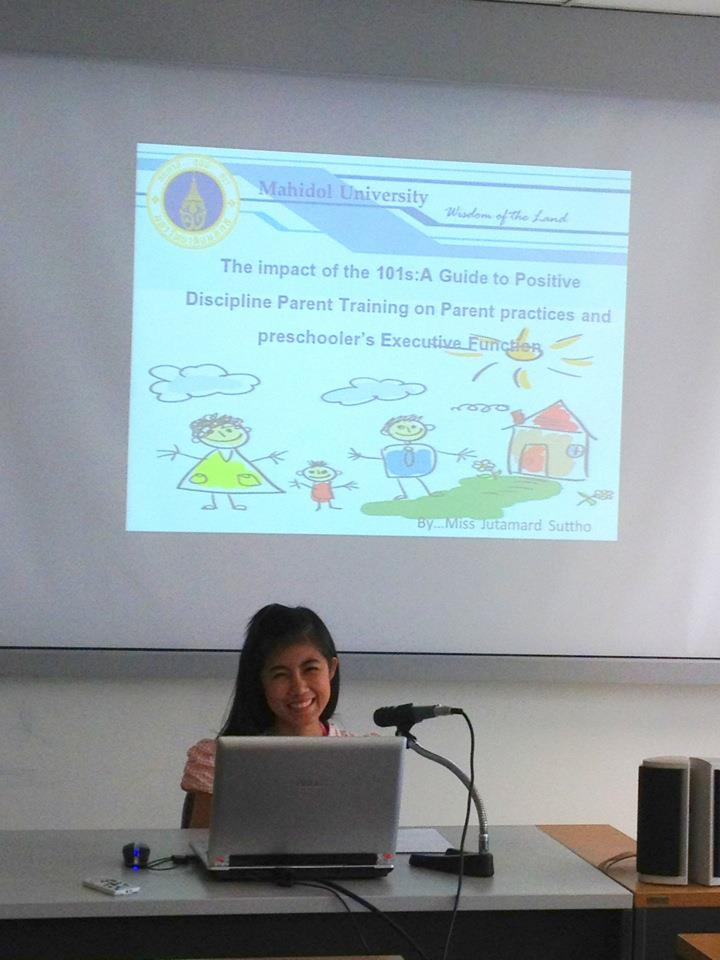 Mahidol University
Wisdom of the Land
The impact of the 101s:A Guide to Positive
Discipline Parent Training on Parent practices and
preschooler's Executive Function
By...Miss Jutamard Suttho